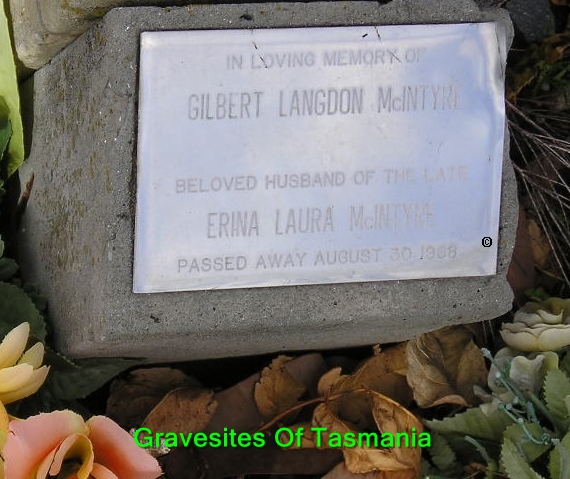 IN LOVING MEMORY OF
GILBERT LANGDON McINTYRE
BELOVED HUSBAND OF THE LATE
ERINA LAURA McINTYRE
PASSED AWAY AUGUST 30
©
Gravesites Of Tasmania